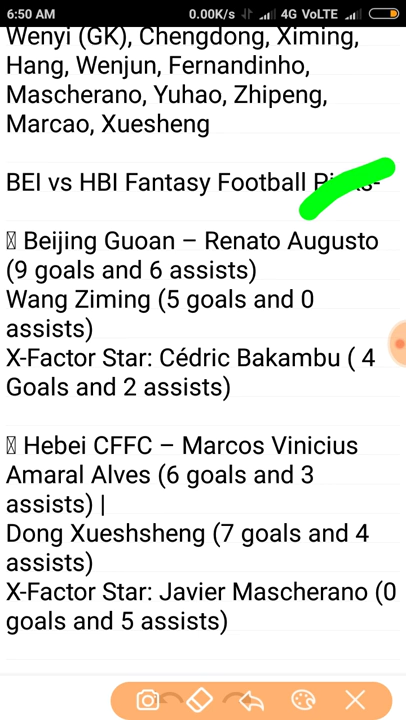 6:50 AM 0.00K/s 4G VoLTE
Wenyi (GK), Chengdong, Ximing,
Hang, Wenjun, Fernandinho,
Mascherano, Yuhao, Zhipeng,
Marcao, Xuesheng
BEI vs HBI Fantasy Football
Beijing Guoan – Renato Augusto
(9 goals and 6 assists)
Wang Ziming (5 goals and 0
assists)
X-Factor Star: Cédric Bakambu ( 4
Goals and 2 assists)
Hebei CFFC – Marcos Vinicius
Amaral Alves (6 goals and 3
assists) |
Dong Xueshsheng (7 goals and 4
assists)
X-Factor Star: Javier Mascherano (0
goals and 5 assists)